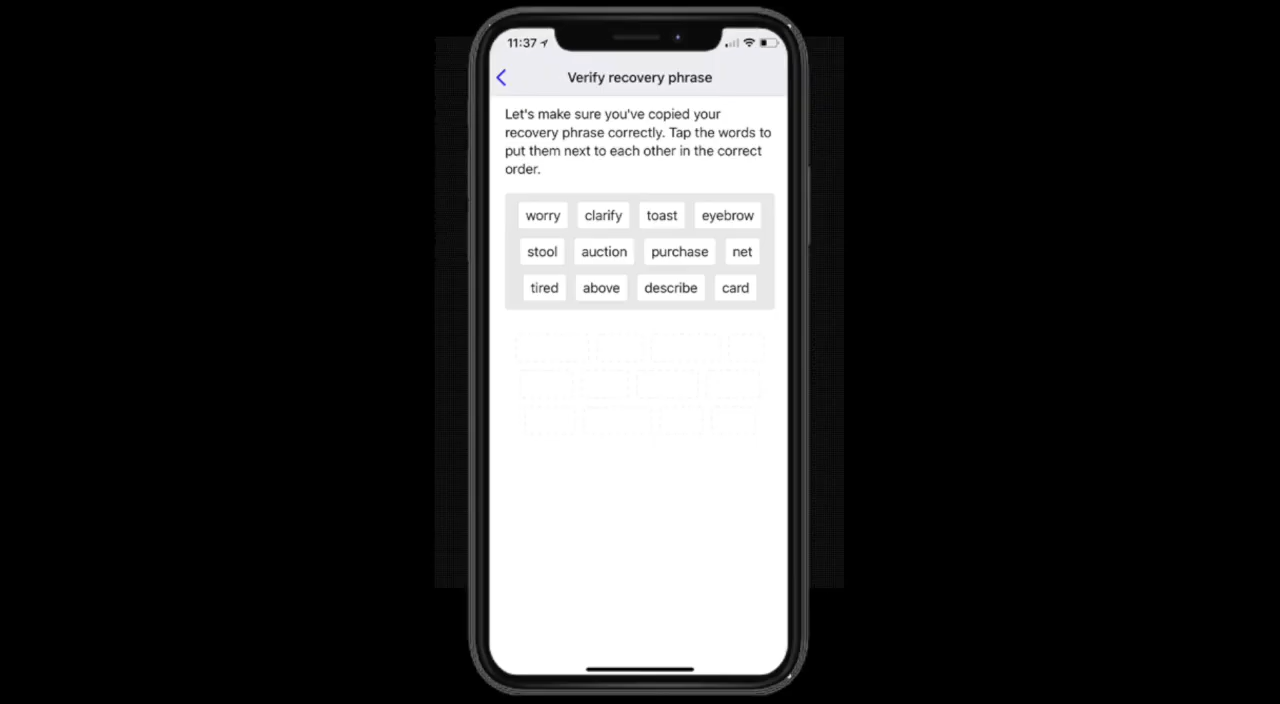 11:37
Verify recovery phrase
Let's make sure you've copied your
recovery phrase correctly. Tap the words to
put them next to each other in the correct
order.
worry clarify toast eyebrow
stool auction purchase net
tired above describe card